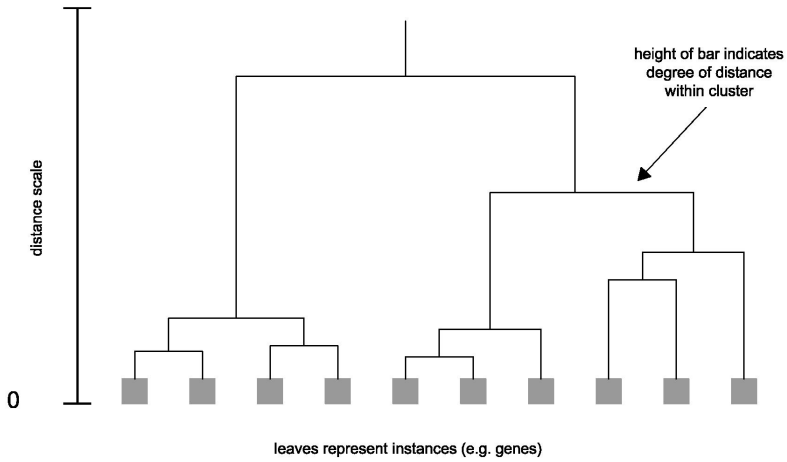 height of bar indicates
degree of distance
within cluster
distance scale
0
leaves represent instances (e.g. genes)